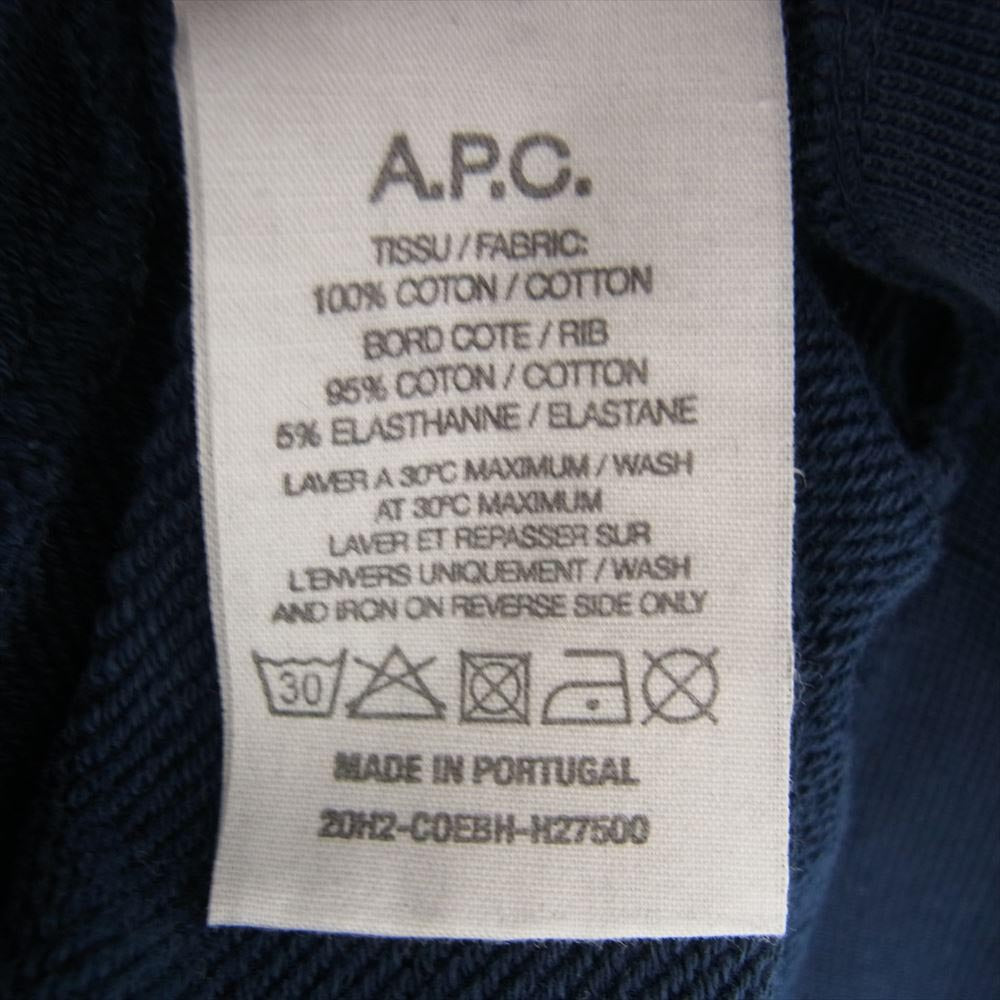 A.P.C.
TISSU / FABRIC:
100% COTON / COTTON
BORD COTE / RIB
95% COTON / COTTON
5% ELASTHANNE / ELASTANE
LAVER A 30°C MAXIMUM / WASH
AT 30°C MAXIMUM
LAVER ET REPASSER SUR
L'ENVERS UNIQUEMENT / WASH
AND IRON ON REVERSE SIDE ONLY
30
MADE IN PORTUGAL
20H2-COEBH-H27500